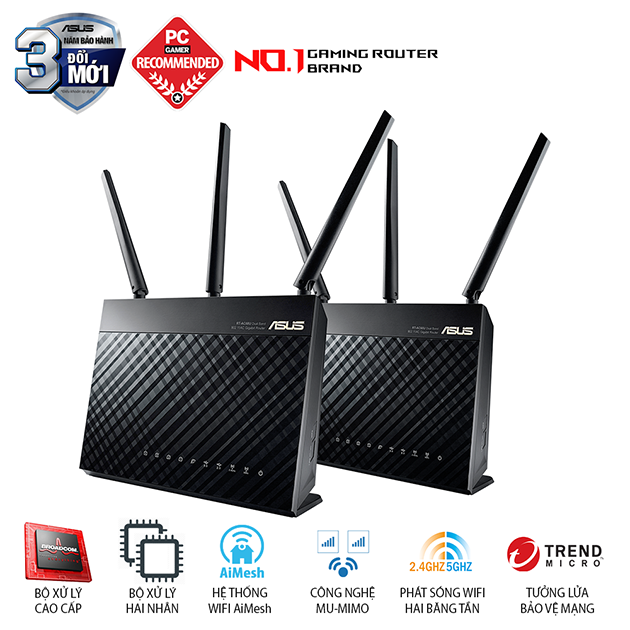 ASUS
3
NĂM BẢO HÀNH
ĐỔI
MỚI
PC
GAMER
RECOMMENDED
NO.1 GAMING ROUTER
BRAND
ASUS
ASUS
BROADCOM
AiMesh
2.4GHZ 5GHZ
TREND
MICRO
BỘ XỬ LÝ
CAO CẤP
BỘ XỬ LÝ
HAI NHÂN
HỆ THỐNG
WIFI AiMesh
CÔNG NGHỆ
MU-MIMO
PHÁT SÓNG WIFI
HAI BĂNG TẦN
TƯỞNG LỬA
BẢO VỆ MẠNG